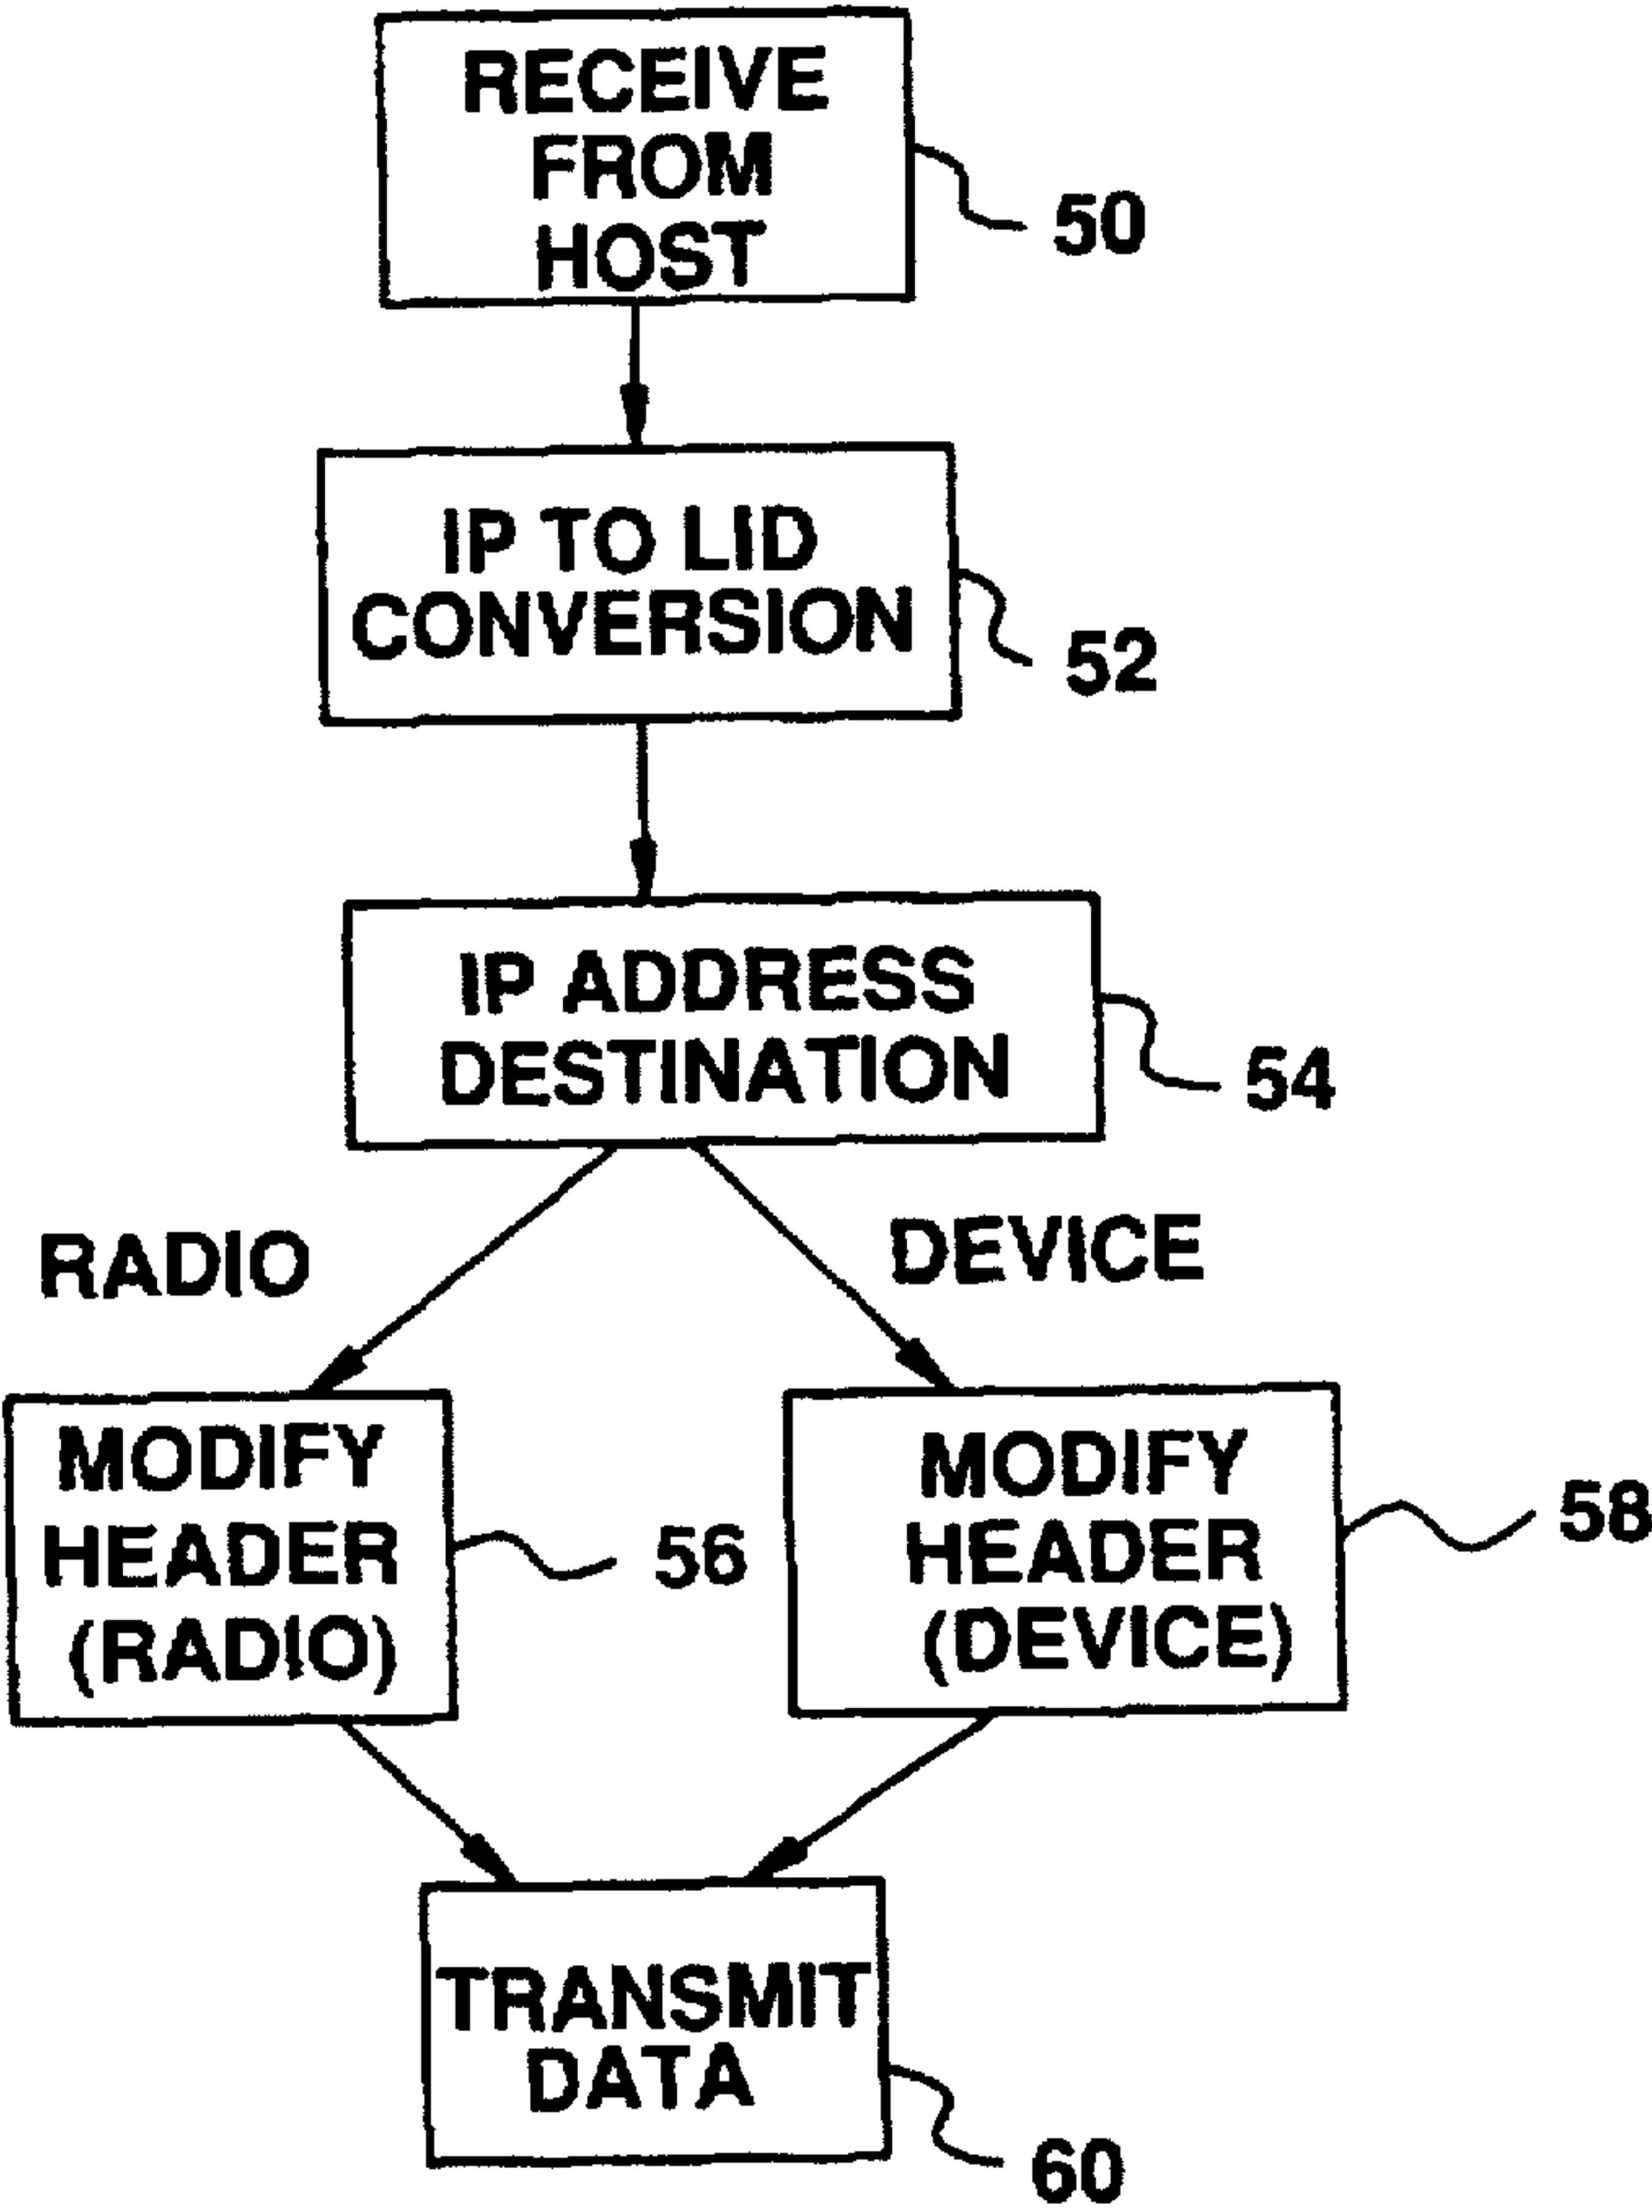 RECEIVE
FROM
HOST
50
IP TO LID
CONVERSION
52
IP ADDRESS
DESTINATION
54
RADIO
DEVICE
MODIFY
HEADER
(RADIO)
56
MODIFY
HEADER
(DEVICE)
58
TRANSMIT
DATA
60